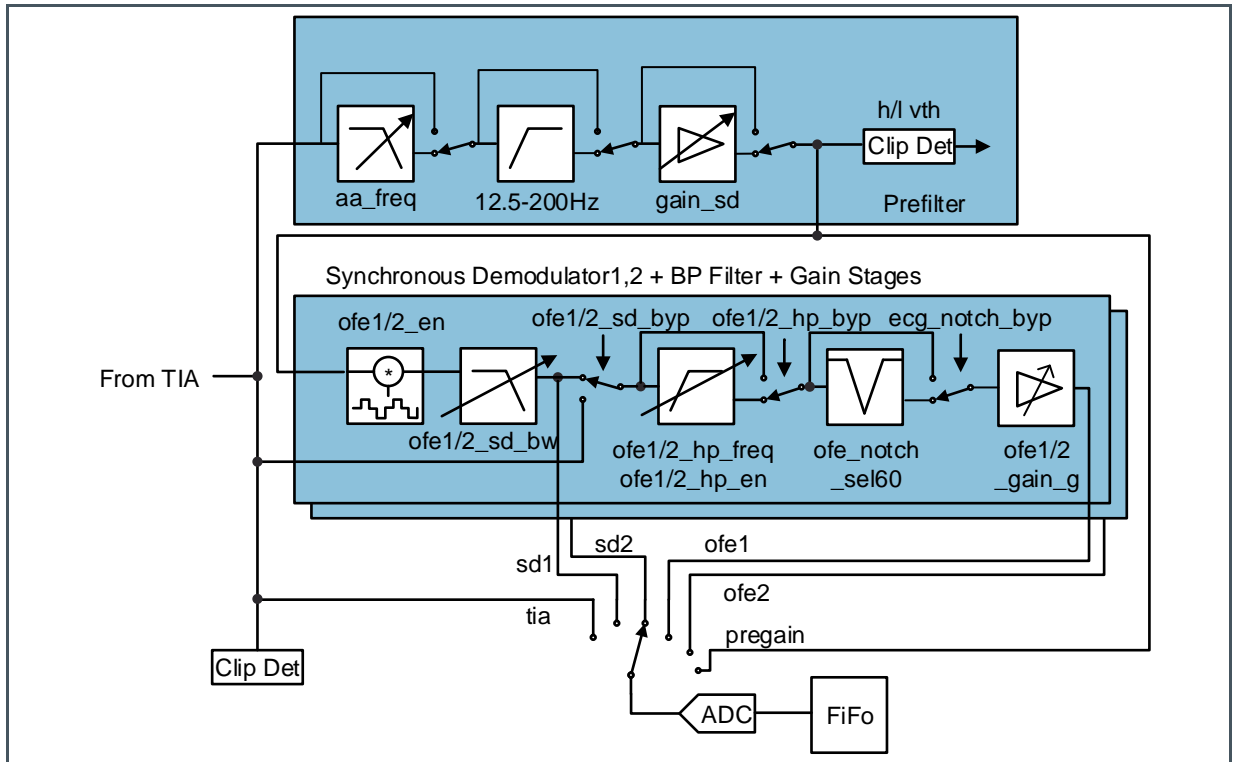 h/l vth
Clip Det
aa_freq
12.5-200Hz
gain_sd
Prefilter
Synchronous Demodulator1,2 + BP Filter + Gain Stages
ofe1/2_en
ofe1/2_sd_byp
ofe1/2_hp_byp
ecg_notch_byp
From TIA
*
ofe1/2_sd_bw
ofe1/2_hp_freq
ofe1/2_hp_en
ofe_notch
_sel60
ofe1/2
_gain_g
sd2
ofe1
sd1
ofe2
tia
pregain
Clip Det
ADC
FiFo